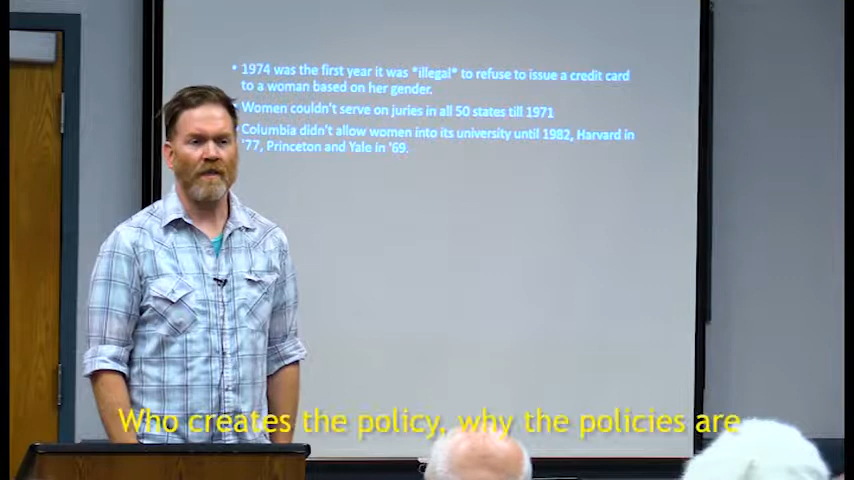 • 1974 was the first year it was *illegal* to refuse to issue a credit card
to a woman based on her gender.
Women couldn't serve on juries in all 50 states till 1971
Columbia didn't allow women into its university until 1982, Harvard in
'77, Princeton and Yale in '69.
Who creates the policy, why the policies are